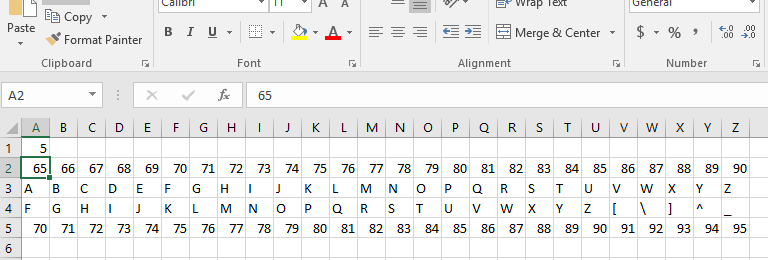 Calibri 11 A A Wrap Text General
Paste Copy Format Painter B I U A Merge & Center $ % , .00 .00
Clipboard Font Alignment Number
A2 fx 65
A B C D E F G H I J K L M N O P Q R S T U V W X Y Z
1 5
2 65 66 67 68 69 70 71 72 73 74 75 76 77 78 79 80 81 82 83 84 85 86 87 88 89 90
3 A B C D E F G H I J K L M N O P Q R S T U V W X Y Z
4 F G H I J K L M N O P Q R S T U V W X Y Z [ \ ] ^ _
5 70 71 72 73 74 75 76 77 78 79 80 81 82 83 84 85 86 87 88 89 90 91 92 93 94 95
6